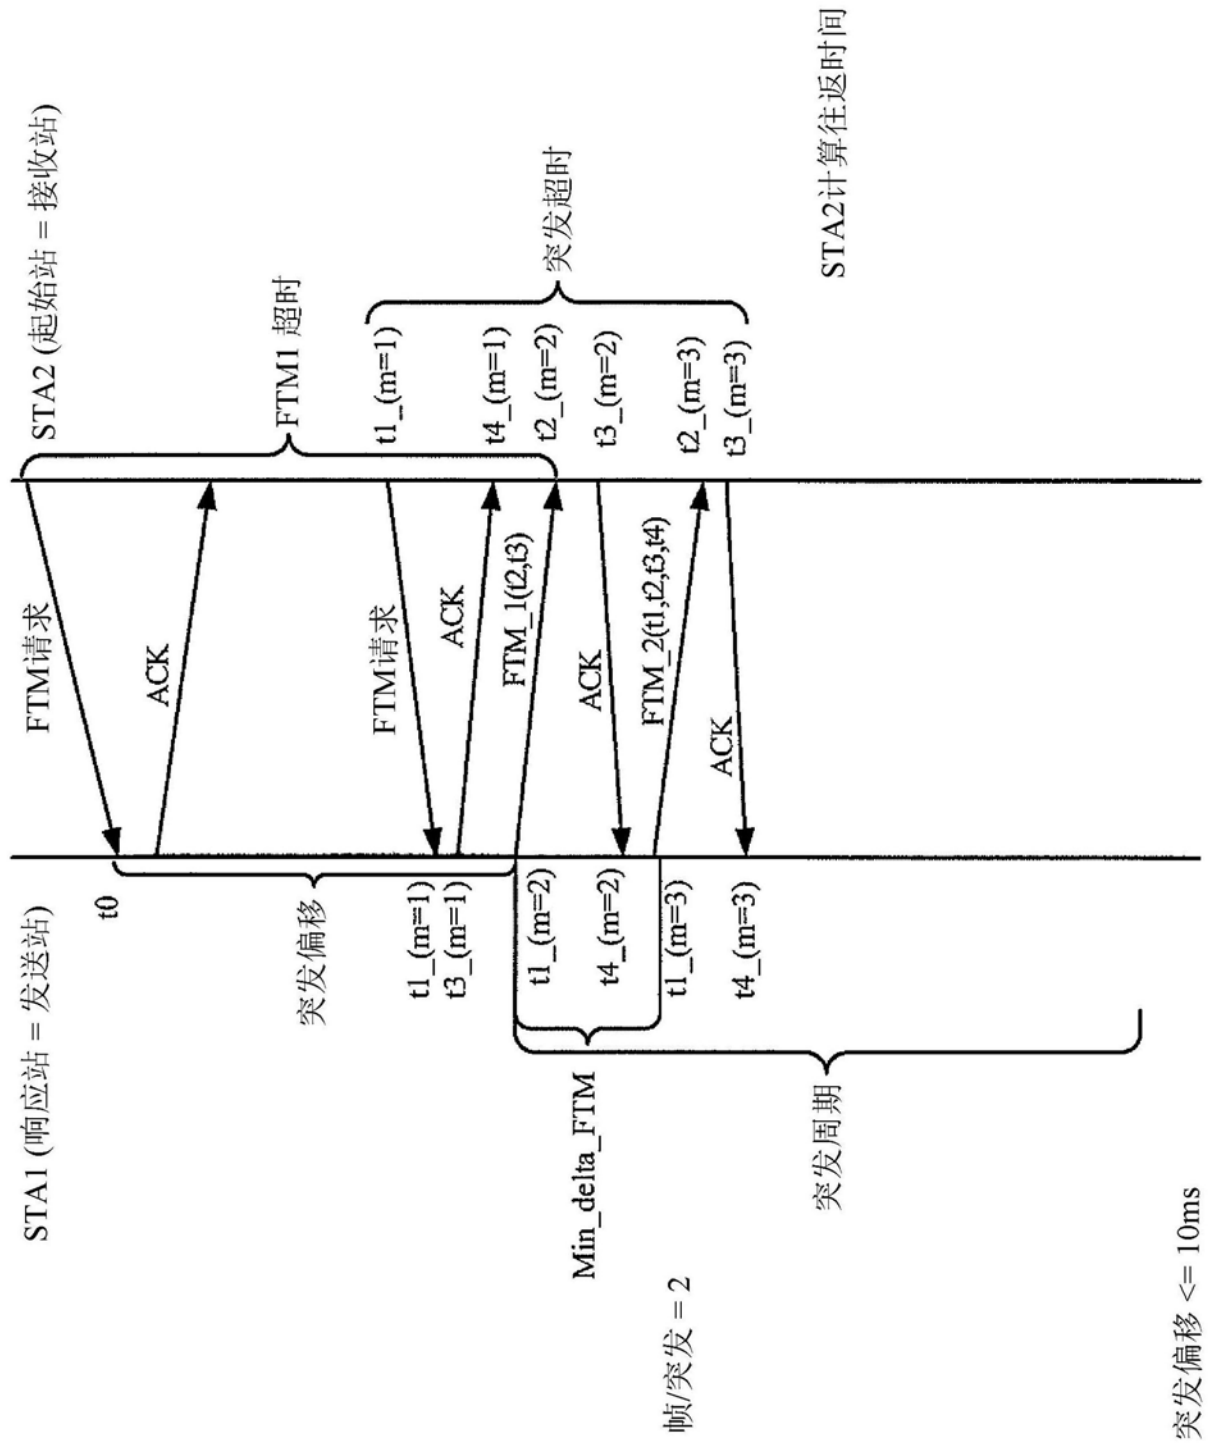 STA1 (响应站 = 发送站)
STA2 (起始站 = 接收站)
FTM请求
t0
ACK
FTM1 超时
突发偏移
FTM请求
t1_(m=1)
t1_(m=1)
t3_(m=1)
ACK
t4_(m=1)
FTM_1(t2,t3)
t2_(m=2)
t1_(m=2)
突发超时
ACK
t3_(m=2)
t4_(m=2)
Min_delta_FTM
FTM_2(t1,t2,t3,t4)
t1_(m=3)
t2_(m=3)
帧/突发 = 2
ACK
t3_(m=3)
t4_(m=3)
突发周期
STA2计算往返时间
突发偏移 <= 10ms